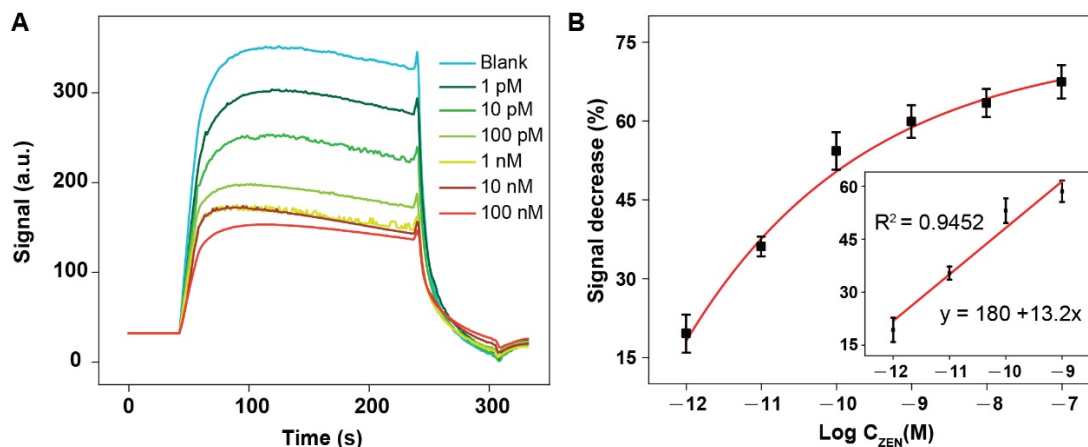 A
Signal (a.u.)
300
200
100
0
0
100
200
300
Time (s)
Blank
1 pM
10 pM
100 pM
1 nM
10 nM
100 nM
B
Signal decrease (%)
75
60
45
30
15
−12
−11
−10
−9
−8
−7
Log C_ZEN(M)
60
45
30
15
R² = 0.9452
y = 180 +13.2x
−12
−11
−10
−9